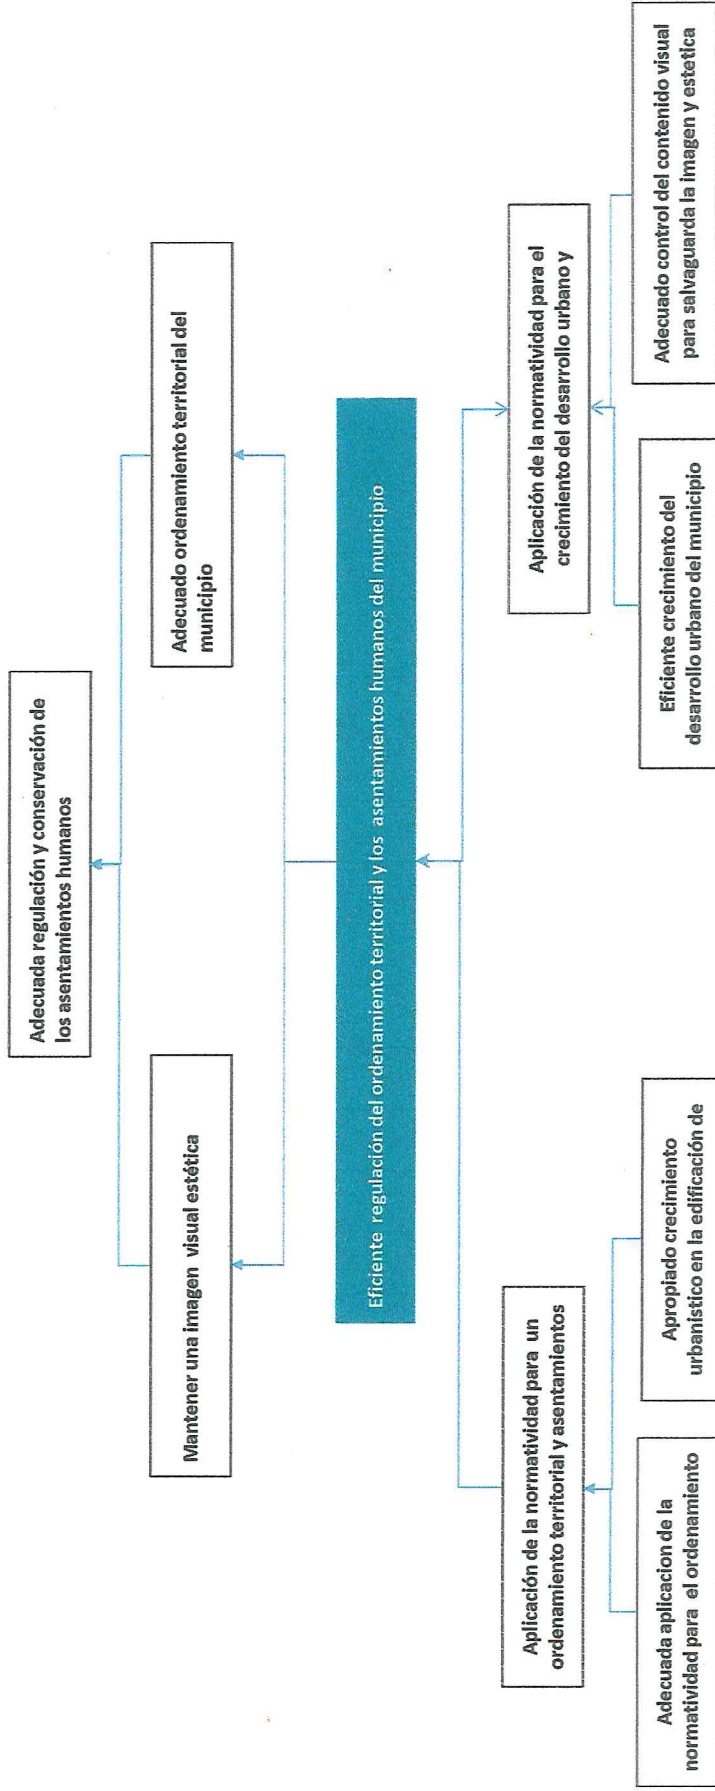 Adecuada regulación y conservación de
los asentamientos humanos
Mantener una imagen visual estética
Adecuado ordenamiento territorial del
municipio
Eficiente regulación del ordenamiento territorial y los asentamientos humanos del municipio
Aplicación de la normatividad para un
ordenamiento territorial y asentamientos
Aplicación de la normatividad para el
crecimiento del desarrollo urbano y
Adecuada aplicacion de la
normatividad para el ordenamiento
Apropiado crecimiento
urbanístico en la edificación de
Eficiente crecimiento del
desarrollo urbano del municipio
Adecuado control del contenido visual
para salvaguarda la imagen y estetica